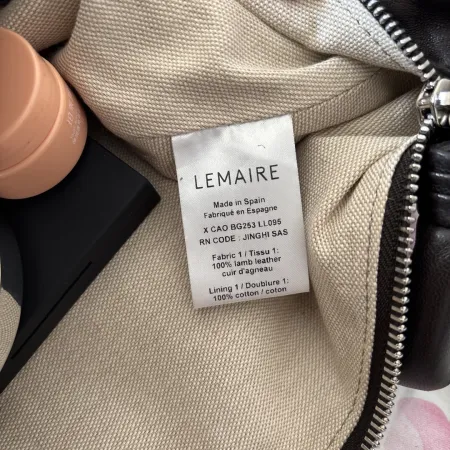 LEMAIRE
Made in Spain
Fabriqué en Espagne
X CAO BG253 LL095
RN CODE : JINGHI SAS
Fabric 1 / Tissu 1:
100% lamb leather
cuir d'agneau
Lining 1 / Doublure 1:
100% cotton / coton